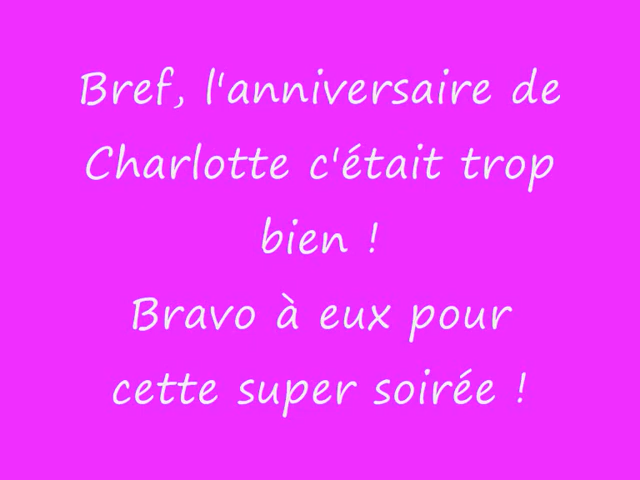 Bref, l'anniversaire de
Charlotte c'était trop
bien !
Bravo à eux pour
cette super soirée !